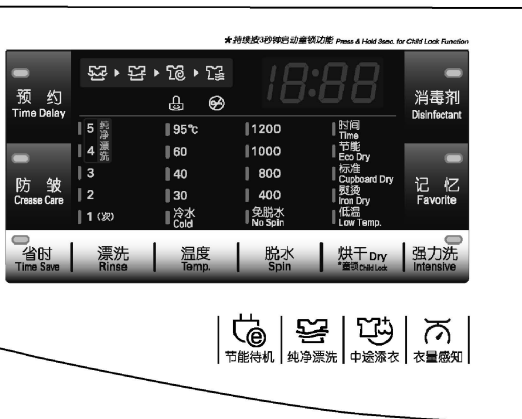 ★持续按3秒钟启动童锁功能 Press & Hold 3sec. for Child Lock Function
18:88
预约
Time Delay
消毒剂
Disinfectant
防皱
Crease Care
记忆
Favorite
5 纯净
4 漂洗
3
2
1(次)
95℃
60
40
30
冷水
Cold
1200
1000
800
400
免脱水
No Spin
时间
Time
节能
Eco Dry
标准
Cupboard Dry
熨烫
Iron Dry
低温
Low Temp.
省时
Time Save
漂洗
Rinse
温度
Temp.
脱水
Spin
烘干 Dry
*童锁 Child Lock
强力洗
Intensive
节能待机
纯净漂洗
中途添衣
衣量感知